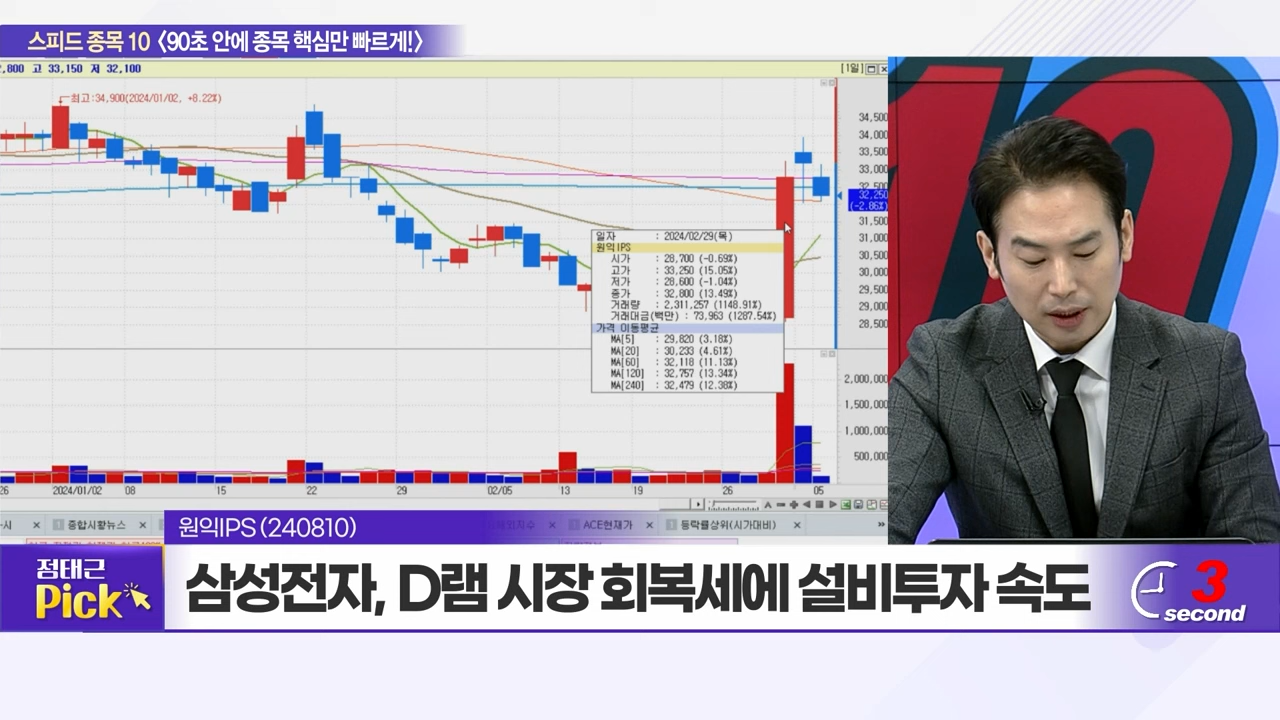 스피드 종목 10 〈90초 안에 종목 핵심만 빠르게!〉
,800 고 33,150 저 32,100
[1일]
최고:34,900(2024/01/02, +8.22%)
34,500
34,000
33,500
33,000
32,500
32,250
(-2.86%)
31,500
31,000
30,500
30,000
29,500
29,000
28,500
일자 : 2024/02/29(목)
원익IPS
시가 : 28,700 (-0.69%)
고가 : 33,250 (15.05%)
저가 : 28,600 (-1.04%)
종가 : 32,800 (13.49%)
거래량 : 2,311,257 (1148.91%)
거래대금(백만) : 73,963 (1287.54%)
가격 이동평균
MA[5] : 29,820 (3.18%)
MA[20] : 30,233 (4.61%)
MA[60] : 32,118 (11.13%)
MA[120] : 32,757 (13.34%)
MA[240] : 32,479 (12.38%)
2,000,000
1,500,000
1,000,000
500,000
26 2024/01/02 08 15 22 29 02/05 13 19 26 05
시 종합시황뉴스 ACE현재가 등락률상위(시가대비)
원익IPS(240810)
정태근
Pick
삼성전자, D램 시장 회복세에 설비투자 속도
3
second